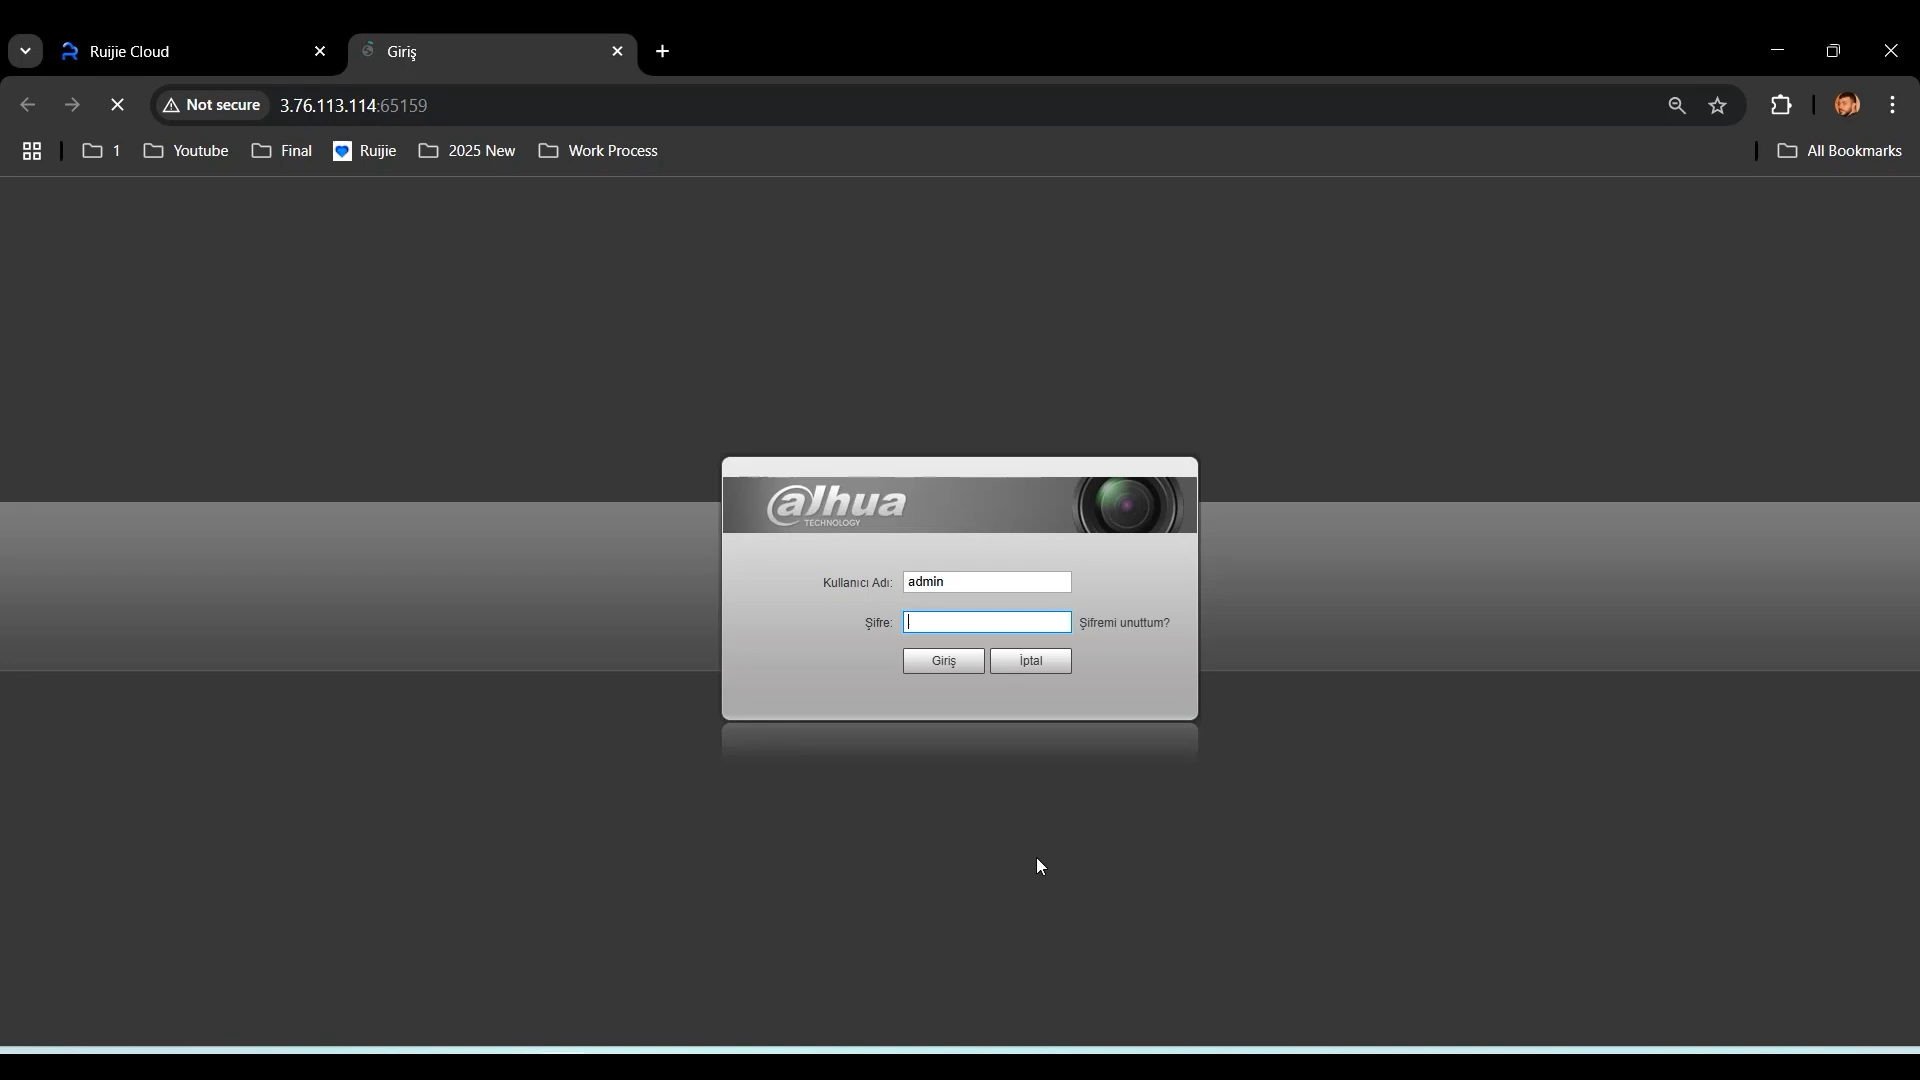 Ruijie Cloud
Giriş
Not secure
3.76.113.114:65159
1
Youtube
Final
Ruijie
2025 New
Work Process
All Bookmarks
alhua
TECHNOLOGY
Kullanıcı Adı: admin
Şifre: Şifremi unuttum?
Giriş İptal